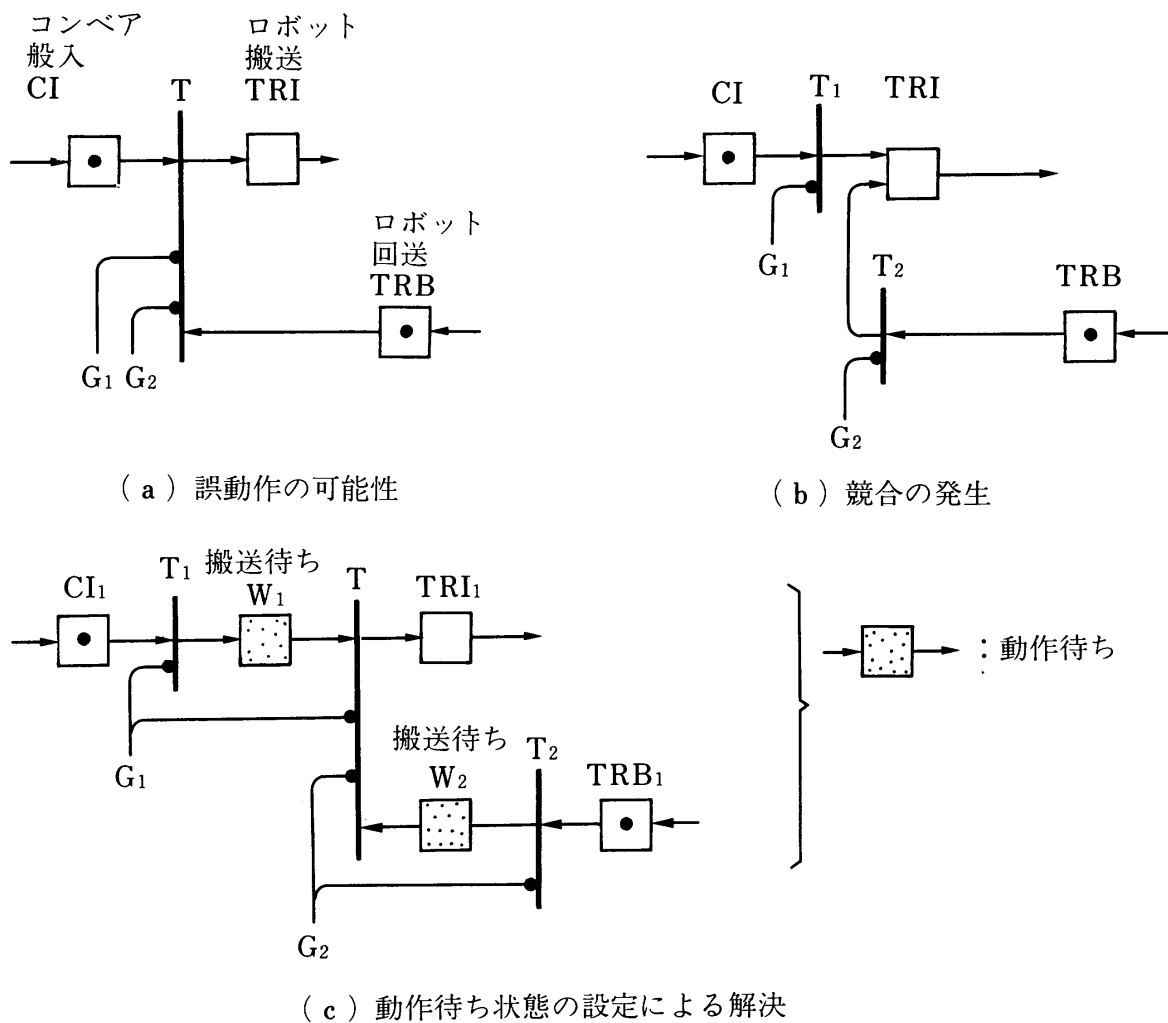 コンベア
般入
CI
T
ロボット
搬送
TRI
ロボット
回送
TRB
G1 G2
(a) 誤動作の可能性
CI
T1
TRI
G1
T2
TRB
G2
(b) 競合の発生
CI1
T1
搬送待ち
W1
T
TRI1
G1
搬送待ち
W2
T2
TRB1
G2
:動作待ち
(c) 動作待ち状態の設定による解決